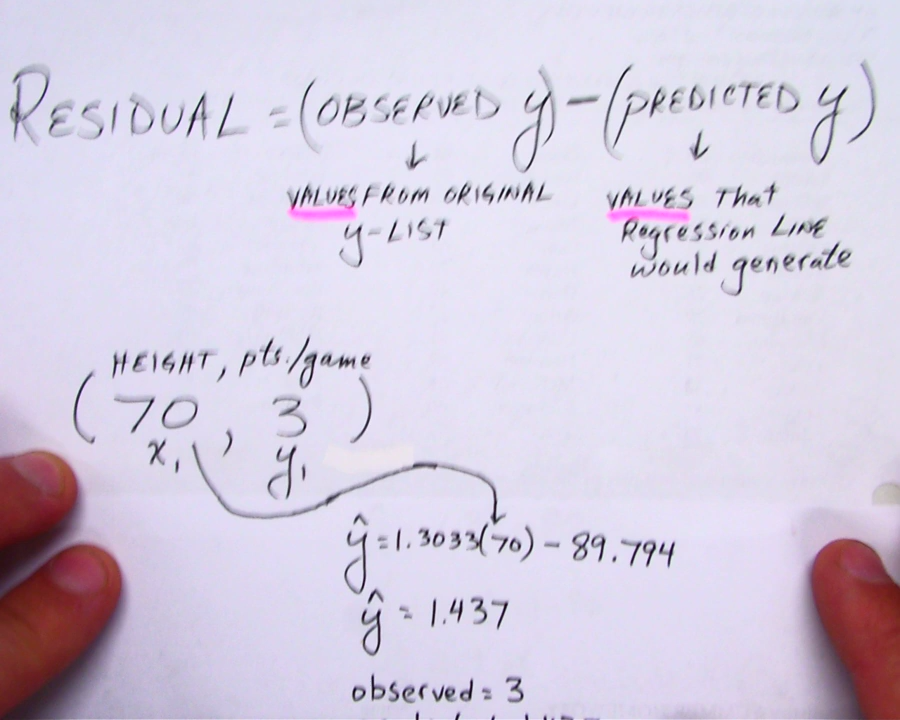 RESIDUAL = (OBSERVED y) - (PREDICTED y)
↓ ↓
VALUES FROM ORIGINAL
y-LIST
VALUES That
Regression LINE
would generate
HEIGHT, pts./game
(70, 3)
x₁ y₁
ŷ = 1.3033(70) - 89.794
ŷ = 1.437
observed = 3